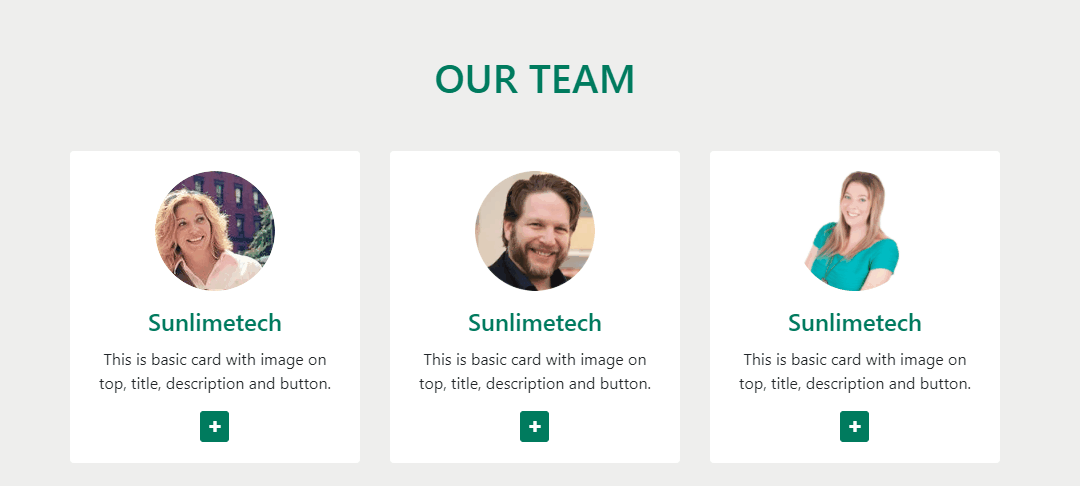 OUR TEAM
Sunlimetech
This is basic card with image on
top, title, description and button.
Sunlimetech
This is basic card with image on
top, title, description and button.
Sunlimetech
This is basic card with image on
top, title, description and button.